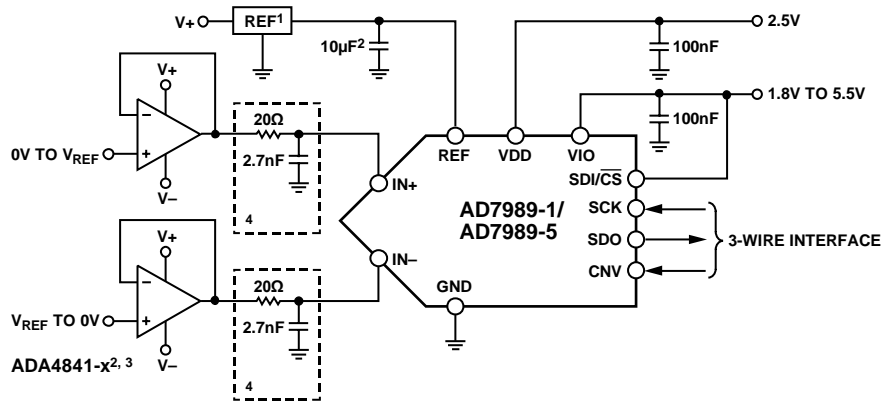 V+
REF1
10µF2
100nF
2.5V
1.8V TO 5.5V
100nF
V+
−
+
0V TO VREF
V−
20Ω
2.7nF
4
IN+
REF
VDD
VIO
SDI/CS
SCK
SDO
CNV
AD7989-1/
AD7989-5
3-WIRE INTERFACE
IN−
GND
V+
−
+
VREF TO 0V
V−
20Ω
2.7nF
4
ADA4841-x2, 3